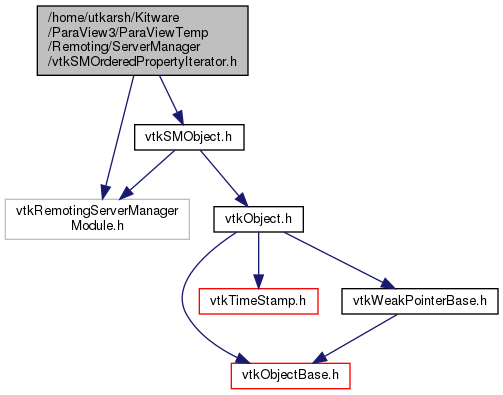 /home/utkarsh/Kitware
/ParaView3/ParaViewTemp
/Remoting/ServerManager
/vtkSMOrderedPropertyIterator.h
vtkSMObject.h
vtkRemotingServerManager
Module.h
vtkObject.h
vtkTimeStamp.h
vtkWeakPointerBase.h
vtkObjectBase.h